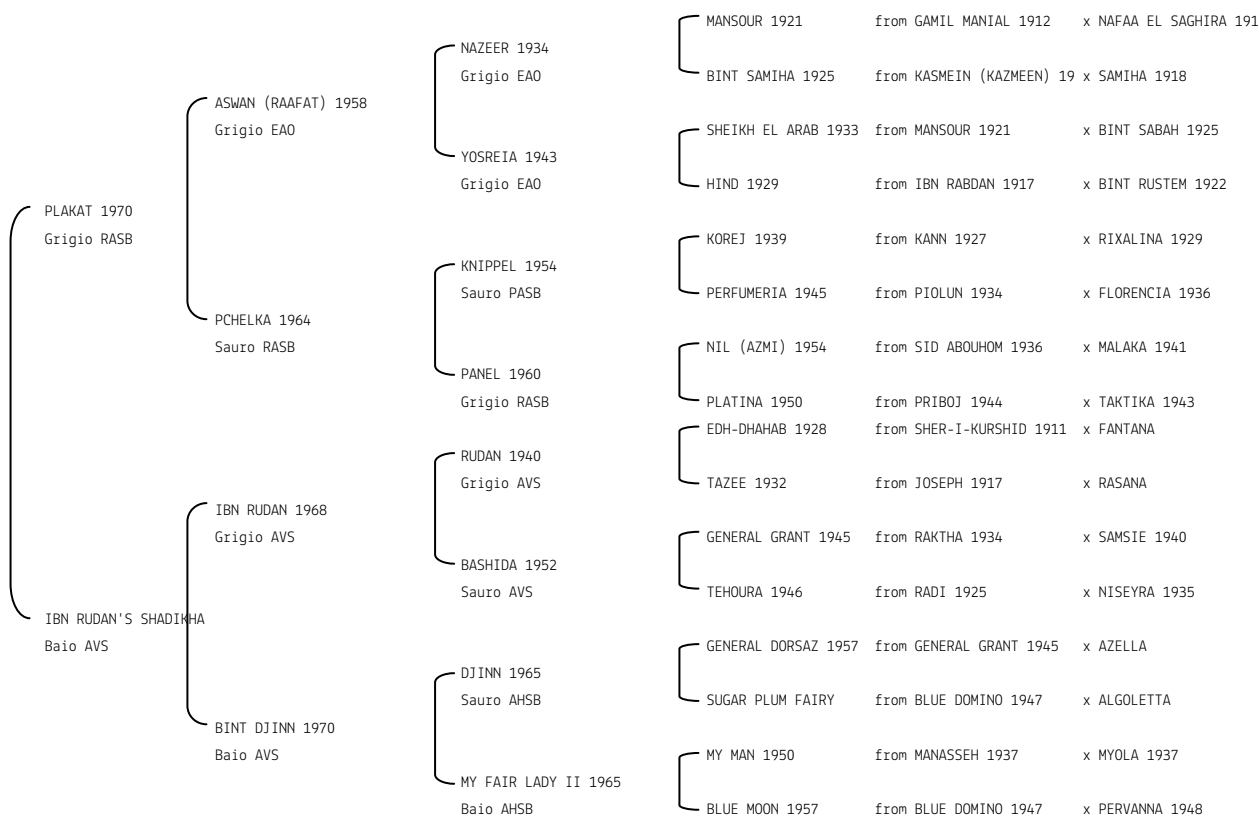 MANSOUR 1921 from GAMIL MANIAL 1912 x NAFAA EL SAGHIRA 191
NAZEER 1934
Grigio EAO BINT SAMIHA 1925 from KASMEIN (KAZMEEN) 19 x SAMIHA 1918
ASWAN (RAAFAT) 1958
Grigio EAO SHEIKH EL ARAB 1933 from MANSOUR 1921 x BINT SABAH 1925
YOSREIA 1943
Grigio EAO HIND 1929 from IBN RABDAN 1917 x BINT RUSTEM 1922
PLAKAT 1970
Grigio RASB KOREJ 1939 from KANN 1927 x RIXALINA 1929
KNIPPEL 1954
Sauro PASB PERFUMERIA 1945 from PIOLUN 1934 x FLORENCIA 1936
PCHELKA 1964
Sauro RASB NIL (AZMI) 1954 from SID ABOUHOM 1936 x MALAKA 1941
PANEL 1960
Grigio RASB PLATINA 1950 from PRIBOJ 1944 x TAKTIKA 1943
EDH-DHAHAB 1928 from SHER-I-KURSHID 1911 x FANTANA
RUDAN 1940
Grigio AVS TAZEE 1932 from JOSEPH 1917 x RASANA
IBN RUDAN 1968
Grigio AVS GENERAL GRANT 1945 from RAKTHA 1934 x SAMSIE 1940
BASHIDA 1952
Sauro AVS TEHOURA 1946 from RADI 1925 x NISEYRA 1935
IBN RUDAN'S SHADIKHA
Baio AVS GENERAL DORSAZ 1957 from GENERAL GRANT 1945 x AZELLA
DJINN 1965
Sauro AHSB SUGAR PLUM FAIRY from BLUE DOMINO 1947 x ALGOLETTA
BINT DJINN 1970
Baio AVS MY MAN 1950 from MANASSEH 1937 x MYOLA 1937
MY FAIR LADY II 1965
Baio AHSB BLUE MOON 1957 from BLUE DOMINO 1947 x PERVANNA 1948